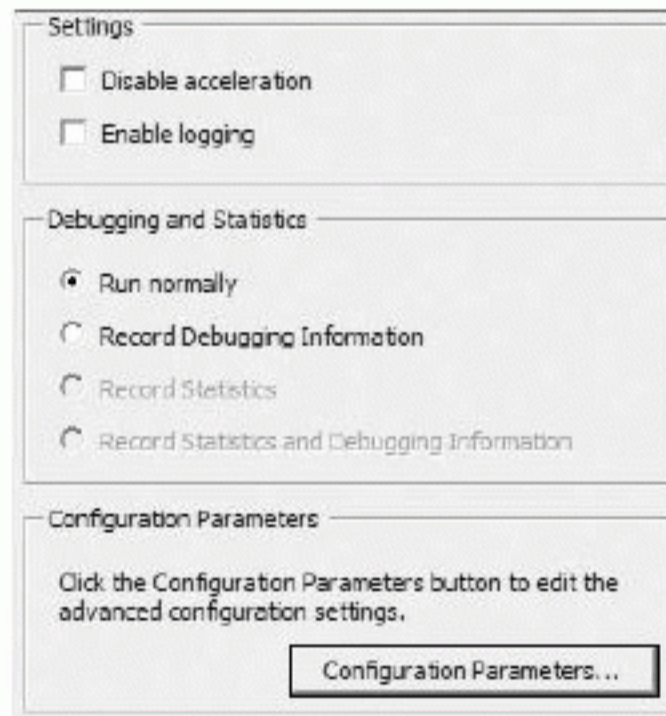 Settings
Disable acceleration
Enable logging
Debugging and Statistics
Run normally
Record Debugging Information
Record Statistics
Record Statistics and Debugging Information
Configuration Parameters
Click the Configuration Parameters button to edit the
advanced configuration settings.
Configuration Parameters...